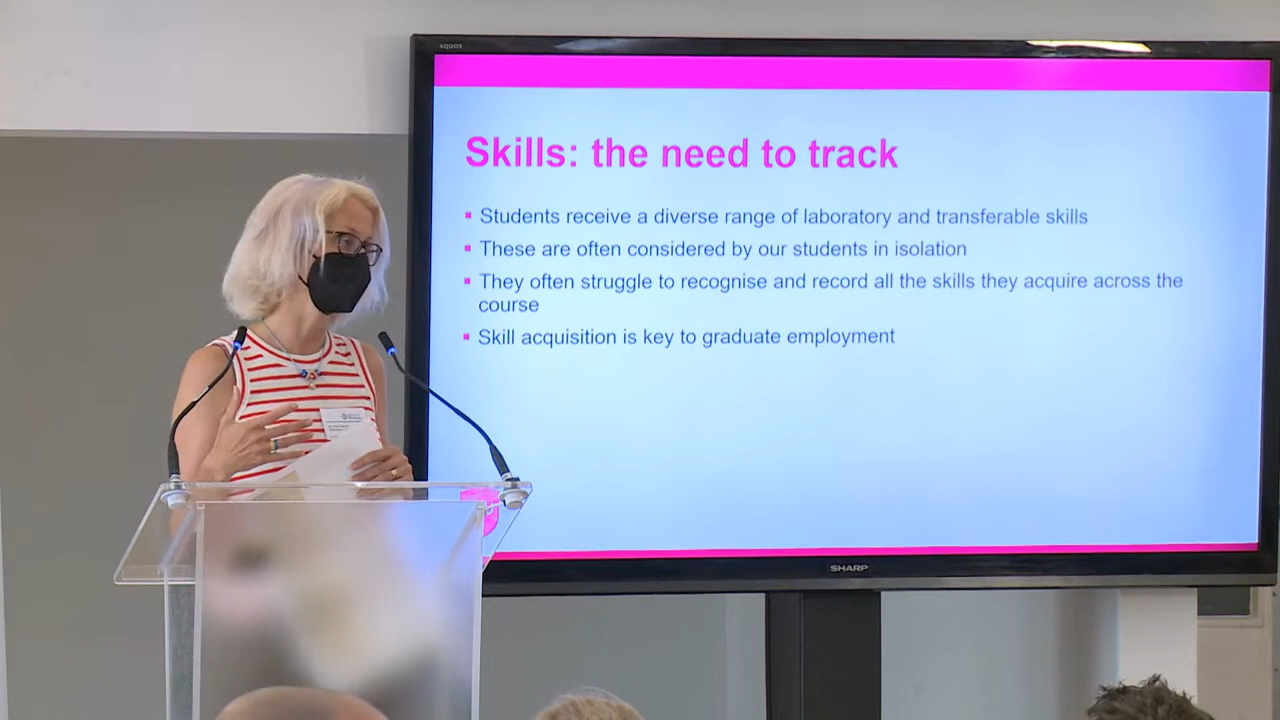 AQUOS
Skills: the need to track
▪ Students receive a diverse range of laboratory and transferable skills
▪ These are often considered by our students in isolation
▪ They often struggle to recognise and record all the skills they acquire across the
course
▪ Skill acquisition is key to graduate employment
SHARP